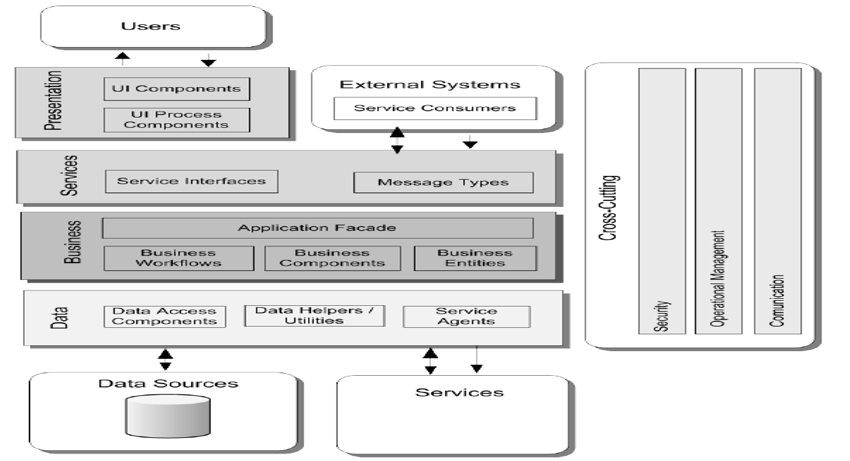 Users
Presentation
UI Components
UI Process
Components
External Systems
Service Consumers
Services
Service Interfaces
Message Types
Business
Application Facade
Business
Workflows
Business
Components
Business
Entities
Data
Data Access
Components
Data Helpers /
Utilities
Service
Agents
Data Sources
Services
Cross-Cutting
Security
Operational Management
Comunication